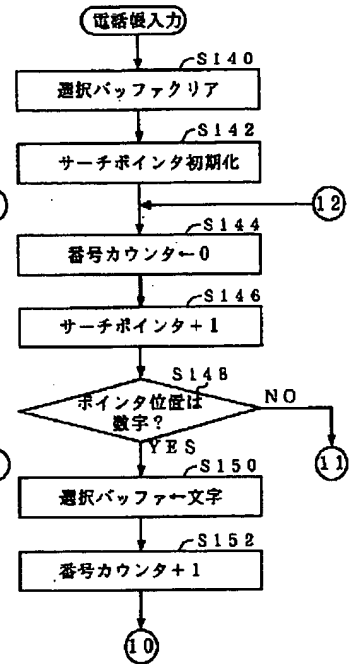 電話帳入力
S140
選択バッファクリア
S142
サーチポインタ初期化
12
S144
番号カウンタ←0
S146
サーチポインタ+1
S148
ポインタ位置は
数字?
NO
YES
11
S150
選択バッファ←文字
S152
番号カウンタ+1
10